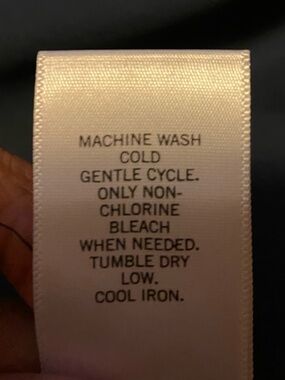 MACHINE WASH
COLD
GENTLE CYCLE.
ONLY NON-
CHLORINE
BLEACH
WHEN NEEDED.
TUMBLE DRY
LOW.
COOL IRON.